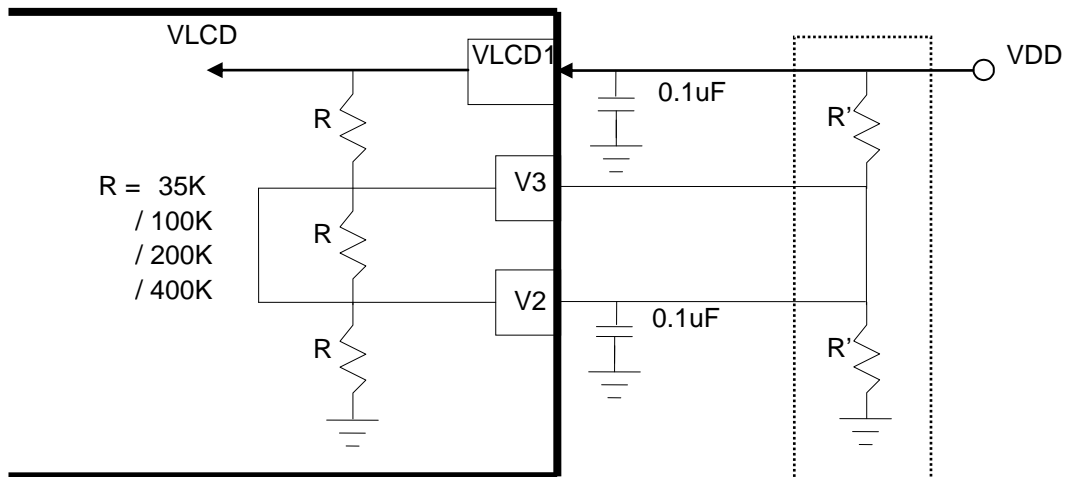 VLCD
VLCD1
VDD
0.1uF
R
R’
R = 35K
/ 100K
/ 200K
/ 400K
V3
R
V2
0.1uF
R
R’